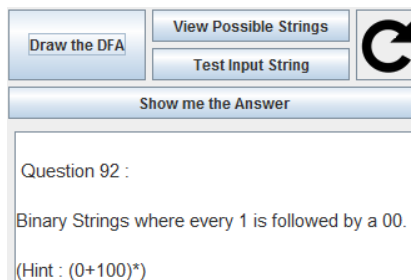 Draw the DFA
View Possible Strings
Test Input String
Show me the Answer
Question 92 :
Binary Strings where every 1 is followed by a 00.
(Hint : (0+100)*)